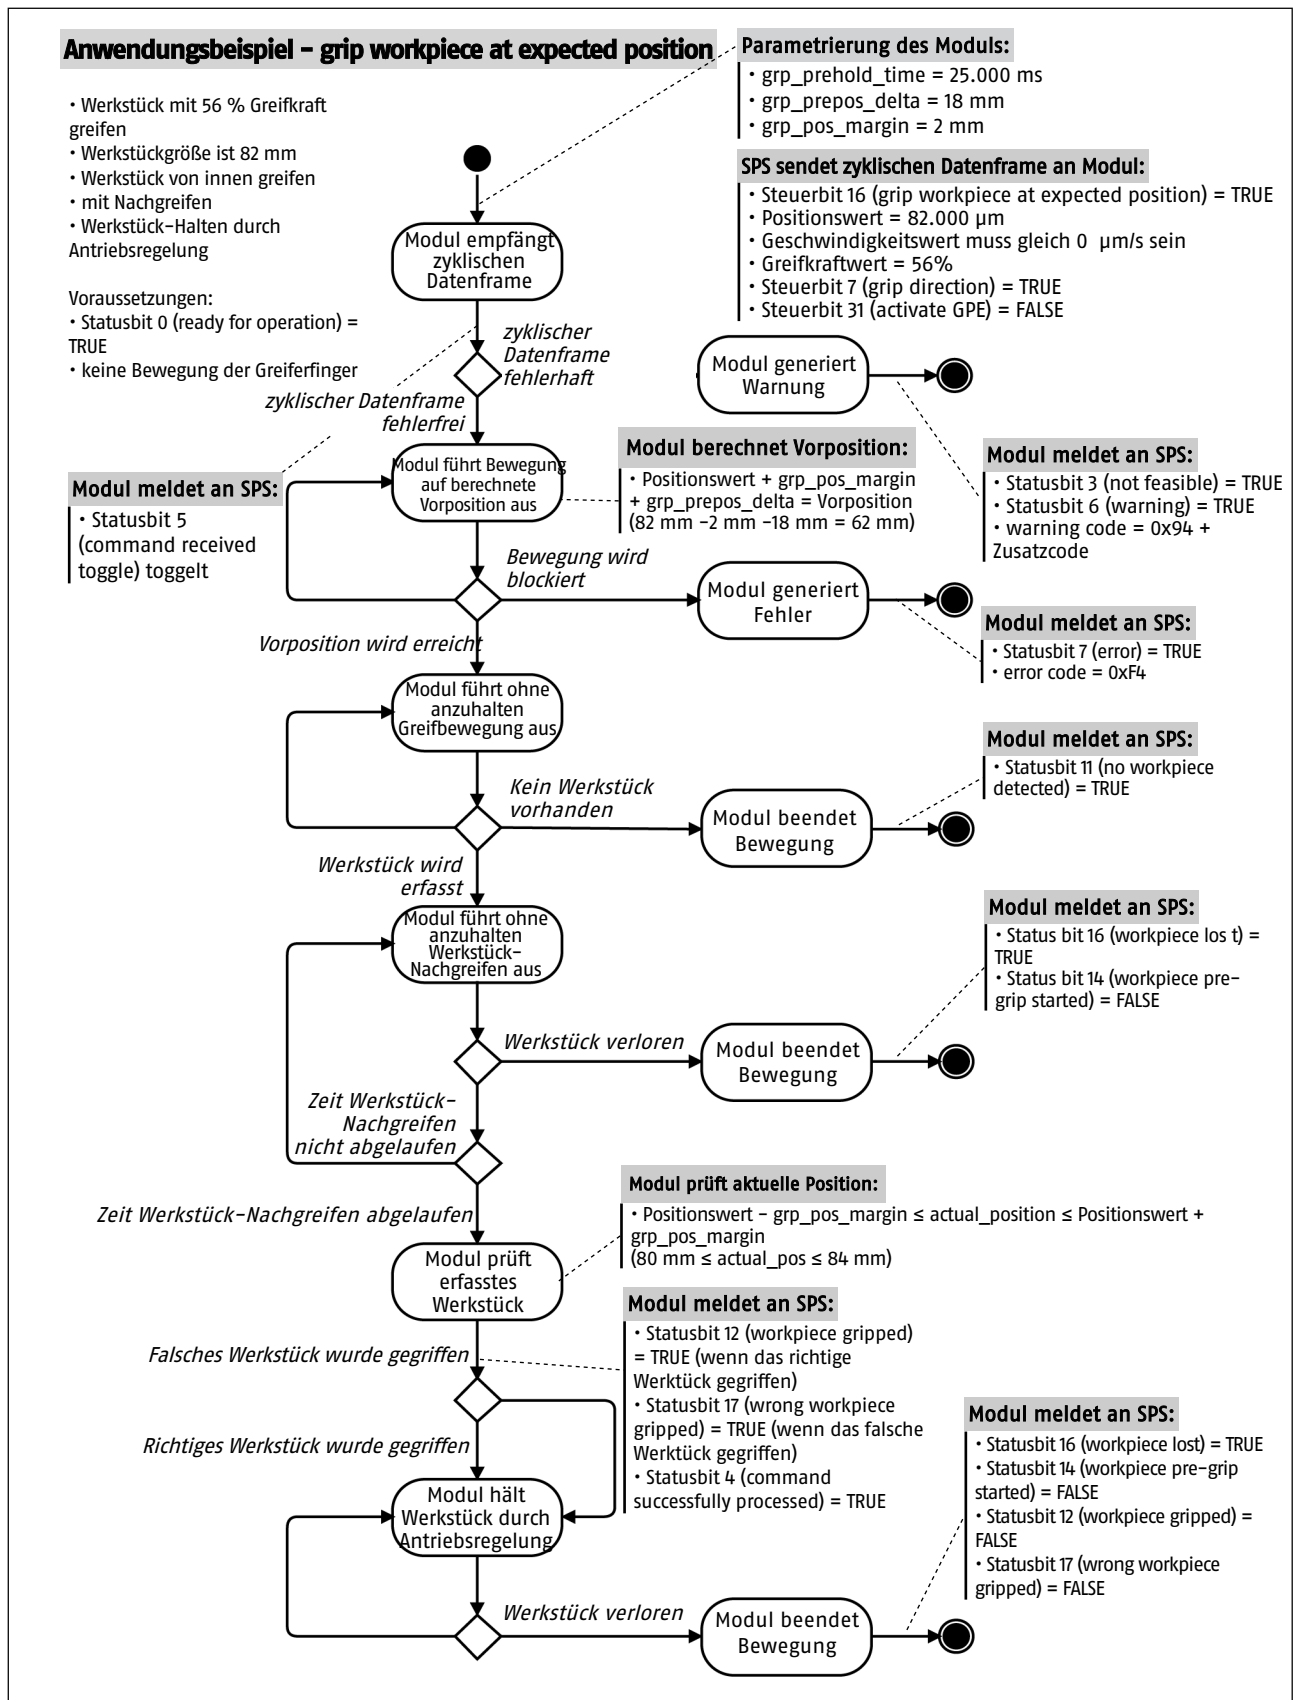 Anwendungsbeispiel – grip workpiece at expected position
• Werkstück mit 56 % Greifkraft
greifen
• Werkstückgröße ist 82 mm
• Werkstück von innen greifen
• mit Nachgreifen
• Werkstück-Halten durch
Antriebsregelung
Voraussetzungen:
• Statusbit 0 (ready for operation) =
TRUE
• keine Bewegung der Greiferfinger
Parametrierung des Moduls:
• grp_prehold_time = 25.000 ms
• grp_prepos_delta = 18 mm
• grp_pos_margin = 2 mm
SPS sendet zyklischen Datenframe an Modul:
• Steuerbit 16 (grip workpiece at expected position) = TRUE
• Positionswert = 82.000 µm
• Geschwindigkeitswert muss gleich 0 µm/s sein
• Greifkraftwert = 56%
• Steuerbit 7 (grip direction) = TRUE
• Steuerbit 31 (activate GPE) = FALSE
Modul empfängt
zyklischen
Datenframe
zyklischer
Datenframe
fehlerhaft
Modul generiert
Warnung
zyklischer Datenframe
fehlerfrei
Modul meldet an SPS:
• Statusbit 3 (not feasible) = TRUE
• Statusbit 6 (warning) = TRUE
• warning code = 0x94 +
Zusatzcode
Modul meldet an SPS:
• Statusbit 5
(command received
toggle) toggelt
Modul führt Bewegung
auf berechnete
Vorposition aus
Modul berechnet Vorposition:
• Positionswert + grp_pos_margin
+ grp_prepos_delta = Vorposition
(82 mm –2 mm –18 mm = 62 mm)
Bewegung wird
blockiert
Modul generiert
Fehler
Modul meldet an SPS:
• Statusbit 7 (error) = TRUE
• error code = 0xF4
Vorposition wird erreicht
Modul führt ohne
anzuhalten
Greifbewegung aus
Kein Werkstück
vorhanden
Modul beendet
Bewegung
Modul meldet an SPS:
• Statusbit 11 (no workpiece
detected) = TRUE
Werkstück wird
erfasst
Modul führt ohne
anzuhalten
Werkstück-
Nachgreifen aus
Modul meldet an SPS:
• Status bit 16 (workpiece los t) =
TRUE
• Status bit 14 (workpiece pre-
grip started) = FALSE
Werkstück verloren
Modul beendet
Bewegung
Zeit Werkstück-
Nachgreifen
nicht abgelaufen
Zeit Werkstück-Nachgreifen abgelaufen
Modul prüft aktuelle Position:
• Positionswert – grp_pos_margin ≤ actual_position ≤ Positionswert +
grp_pos_margin
(80 mm ≤ actual_pos ≤ 84 mm)
Modul prüft
erfasstes
Werkstück
Modul meldet an SPS:
• Statusbit 12 (workpiece gripped)
= TRUE (wenn das richtige
Werktück gegriffen)
• Statusbit 17 (wrong workpiece
gripped) = TRUE (wenn das falsche
Werktück gegriffen)
• Statusbit 4 (command
successfully processed) = TRUE
Falsches Werkstück wurde gegriffen
Richtiges Werkstück wurde gegriffen
Modul hält
Werkstück durch
Antriebsregelung
Modul meldet an SPS:
• Statusbit 16 (workpiece lost) = TRUE
• Statusbit 14 (workpiece pre-grip
started) = FALSE
• Statusbit 12 (workpiece gripped) =
FALSE
• Statusbit 17 (wrong workpiece
gripped) = FALSE
Werkstück verloren
Modul beendet
Bewegung